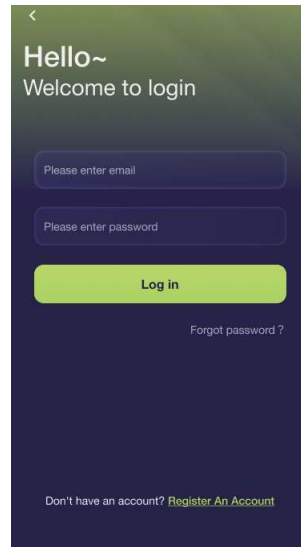 Hello~
Welcome to login
Please enter email
Please enter password
Log in
Forgot password ?
Don't have an account? Register An Account